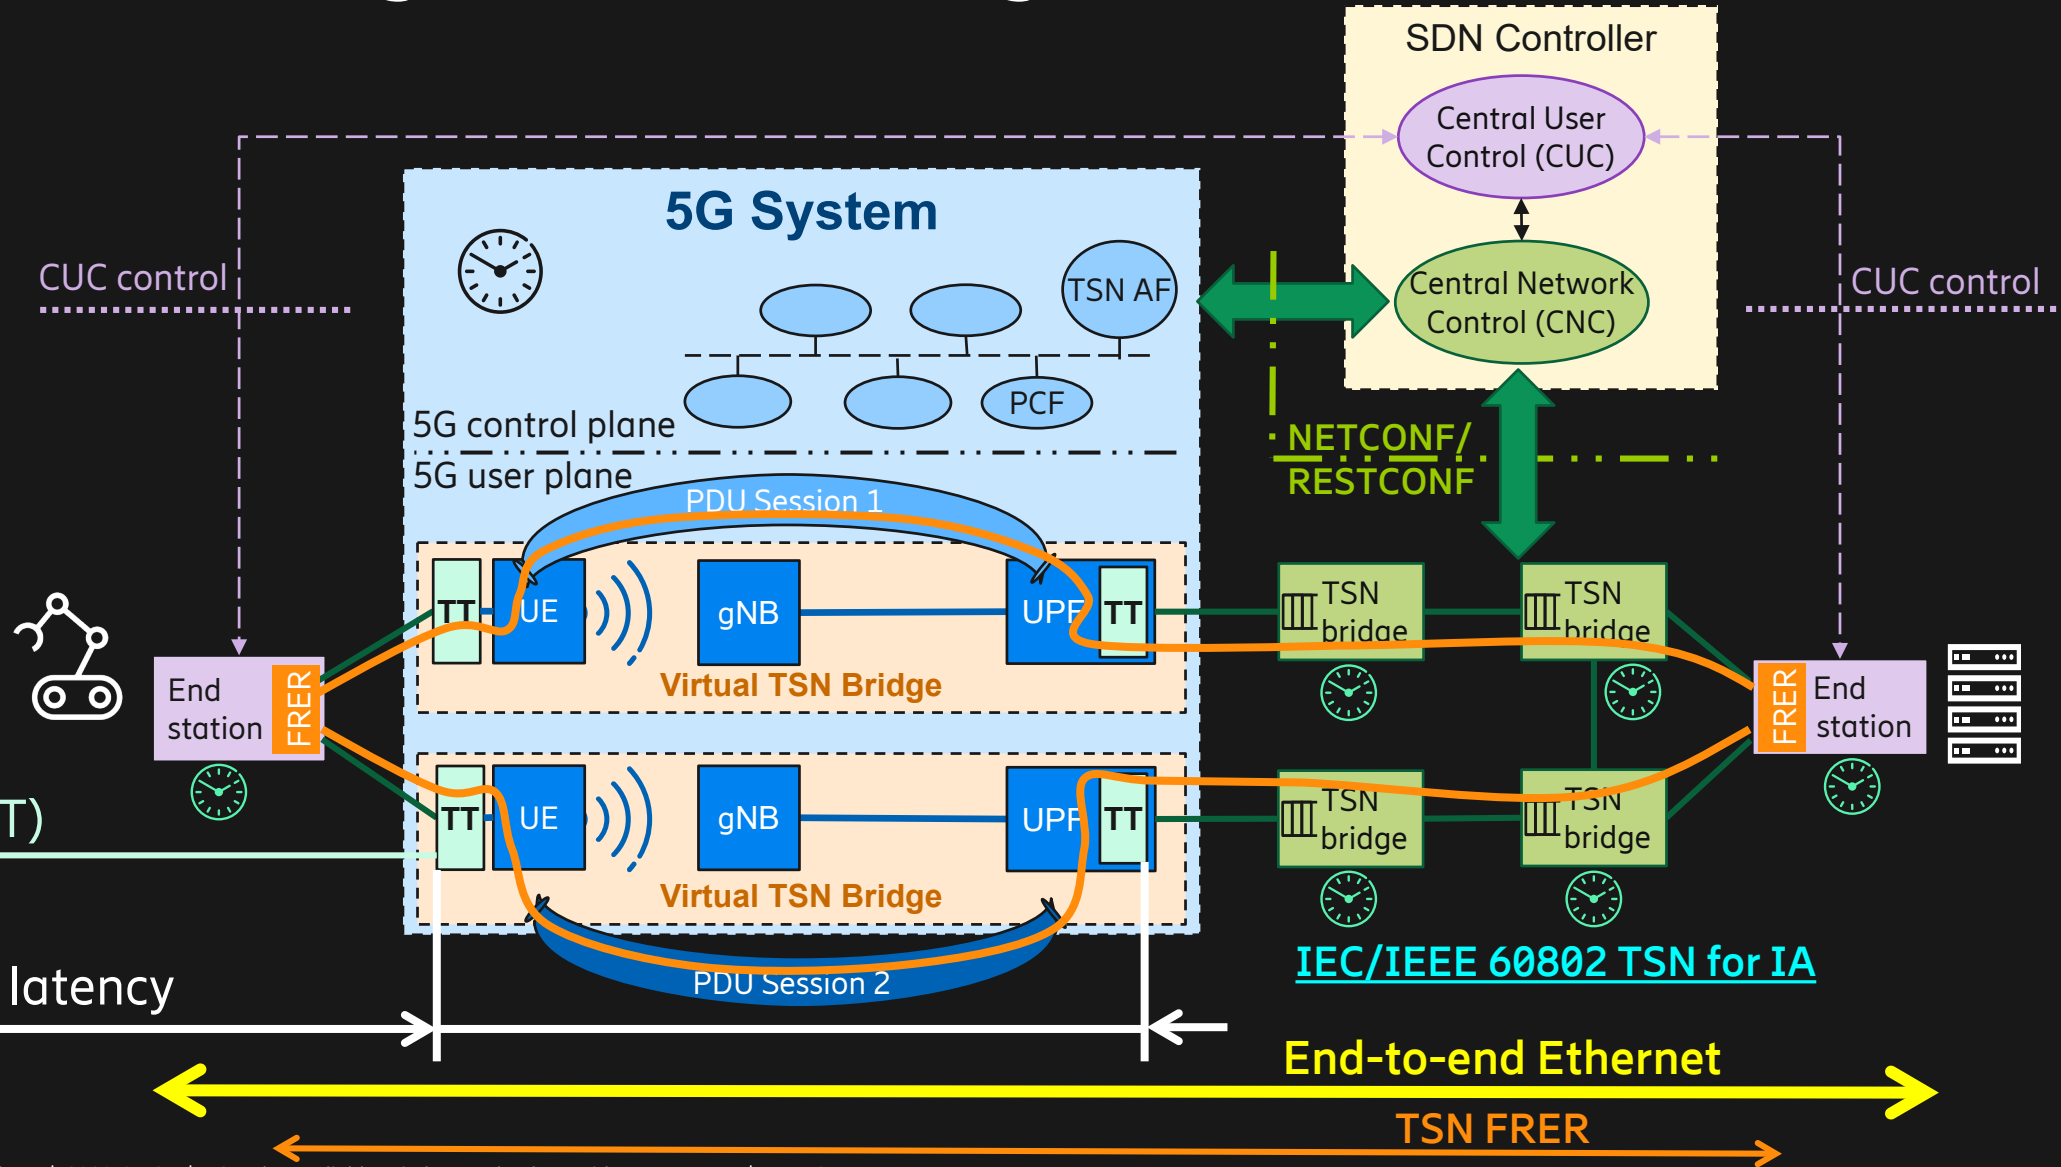 SDN Controller
Central User
Control (CUC)
5G System
CUC control
TSN AF
Central Network
Control (CNC)
CUC control
PCF
5G control plane
NETCONF/
RESTCONF
5G user plane
PDU Session 1
TT
UE
gNB
UPF
TT
TSN
bridge
TSN
bridge
Virtual TSN Bridge
End
station
FRER
FRER
End
station
T)
TT
UE
gNB
UPF
TT
TSN
bridge
TSN
bridge
Virtual TSN Bridge
IEC/IEEE 60802 TSN for IA
latency
PDU Session 2
End-to-end Ethernet
TSN FRER